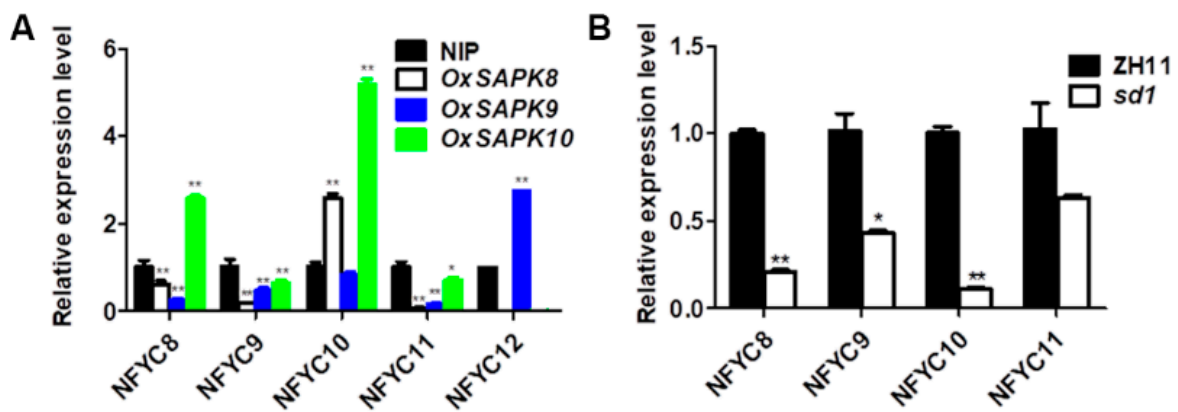 A
Relative expression level
6
4
2
0
NIP
OxSAPK8
OxSAPK9
OxSAPK10
**
**
**
**
**
**
**
**
**
**
*
**
NFYC8
NFYC9
NFYC10
NFYC11
NFYC12
B
Relative expression level
1.5
1.0
0.5
0.0
ZH11
sd1
**
*
**
NFYC8
NFYC9
NFYC10
NFYC11